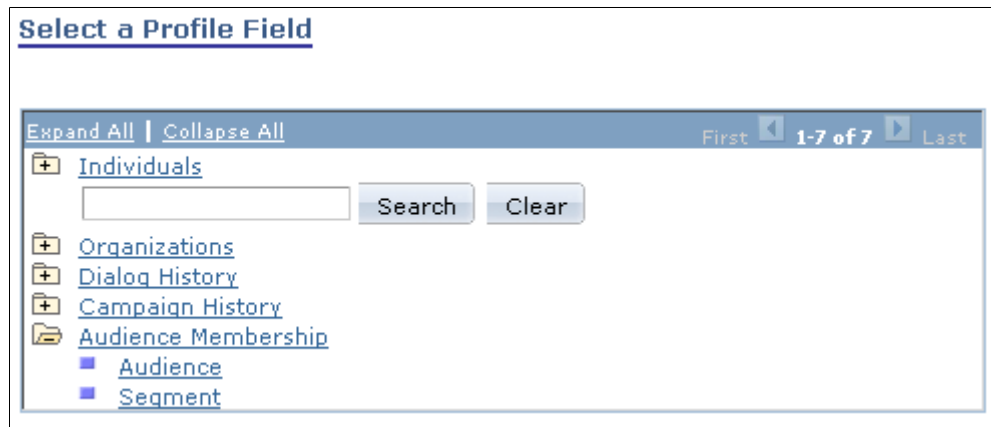 Select a Profile Field
Expand All | Collapse All First 1-7 of 7 Last
Individuals
Search Clear
Organizations
Dialog History
Campaign History
Audience Membership
Audience
Segment